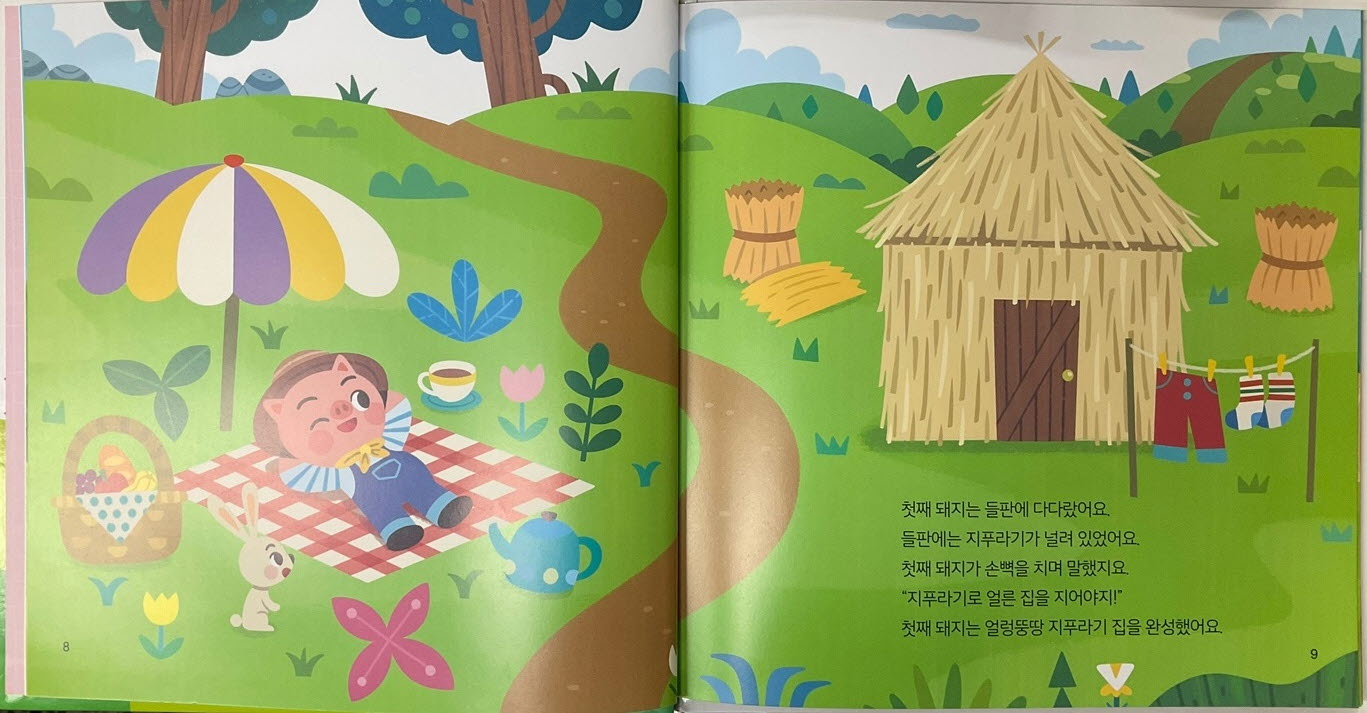 첫째 돼지는 들판에 다다랐어요.
들판에는 지푸라기가 널려 있었어요.
첫째 돼지가 손뼉을 치며 말했지요.
“지푸라기로 얼른 집을 지어야지!”
첫째 돼지는 얼렁뚱땅 지푸라기 집을 완성했어요.
8
9